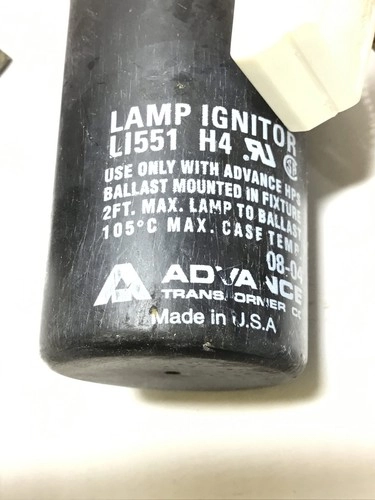 LAMP IGNITOR
LI551 H4 RU
USE ONLY WITH ADVANCE HPS
BALLAST MOUNTED IN FIXTURE
2FT. MAX. LAMP TO BALLAST
105°C MAX. CASE TEMP
08-04
ADVANCE
TRANSFORMER CO
Made in U.S.A